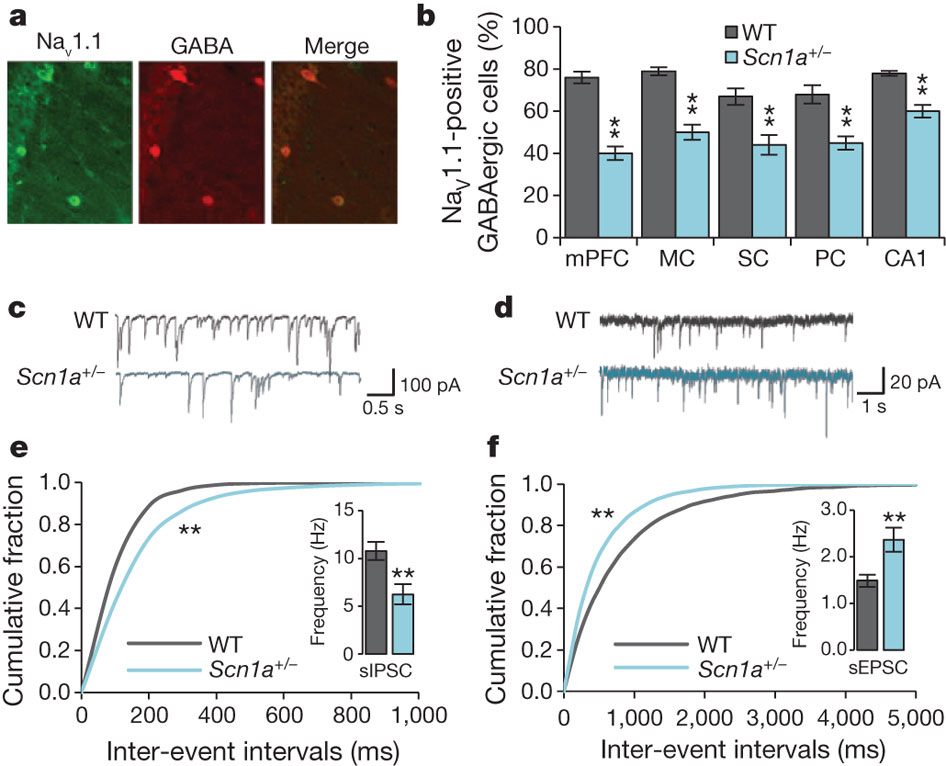 a
Nav1.1
GABA
Merge
b
NaV1.1-positive
GABAergic cells (%)
WT
Scn1a+/–
80
60
40
20
0
**
**
**
**
**
mPFC
MC
SC
PC
CA1
c
WT
Scn1a+/–
100 pA
0.5 s
d
WT
Scn1a+/–
20 pA
1 s
e
Cumulative fraction
1.0
0.8
0.6
0.4
0.2
0.0
**
WT
Scn1a+/–
Frequency (Hz)
15
10
5
0
**
sIPSC
0
200
400
600
800
1,000
Inter-event intervals (ms)
f
Cumulative fraction
1.0
0.8
0.6
0.4
0.2
0.0
**
WT
Scn1a+/–
Frequency (Hz)
3.0
2.0
1.0
0.0
**
sEPSC
0
1,000
2,000
3,000
4,000
5,000
Inter-event intervals (ms)